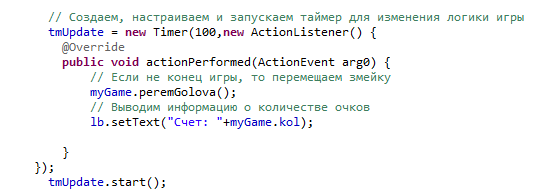 // Создаем, настраиваем и запускаем таймер для изменения логики игры
tmUpdate = new Timer(100,new ActionListener() {
@Override
public void actionPerformed(ActionEvent arg0) {
// Если не конец игры, то перемещаем змейку
myGame.peremGolova();
// Выводим информацию о количестве очков
lb.setText("Счет: "+myGame.kol);
}
});
tmUpdate.start();